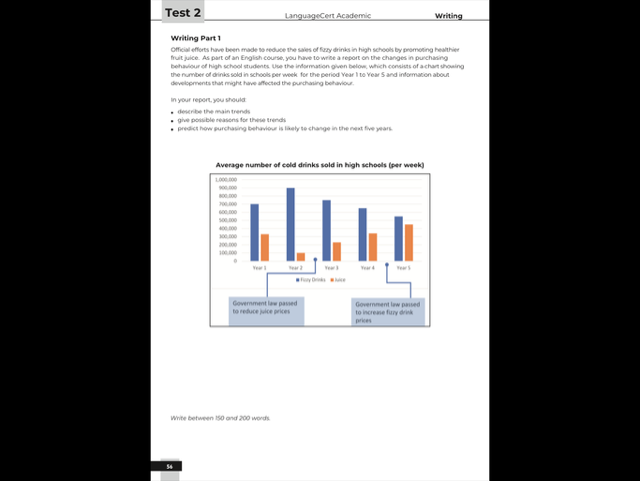 Test 2
LanguageCert Academic
Writing
Writing Part 1
Official efforts have been made to reduce the sales of fizzy drinks in high schools by promoting healthier
fruit juice. As part of an English course, you have to write a report on the changes in purchasing
behaviour of high school students. Use the information given below, which consists of a chart showing
the number of drinks sold in schools per week for the period Year 1 to Year 5 and information about
developments that might have affected the purchasing behaviour.
In your report, you should:
• describe the main trends
• give possible reasons for these trends
• predict how purchasing behaviour is likely to change in the next five years.
Average number of cold drinks sold in high schools (per week)
1,000,000
900,000
800,000
700,000
600,000
500,000
400,000
300,000
200,000
100,000
0
Year 1 Year 2 Year 3 Year 4 Year 5
Fizzy Drinks Juice
Government law passed
to reduce juice prices
Government law passed
to increase fizzy drink
prices
Write between 150 and 200 words.
56